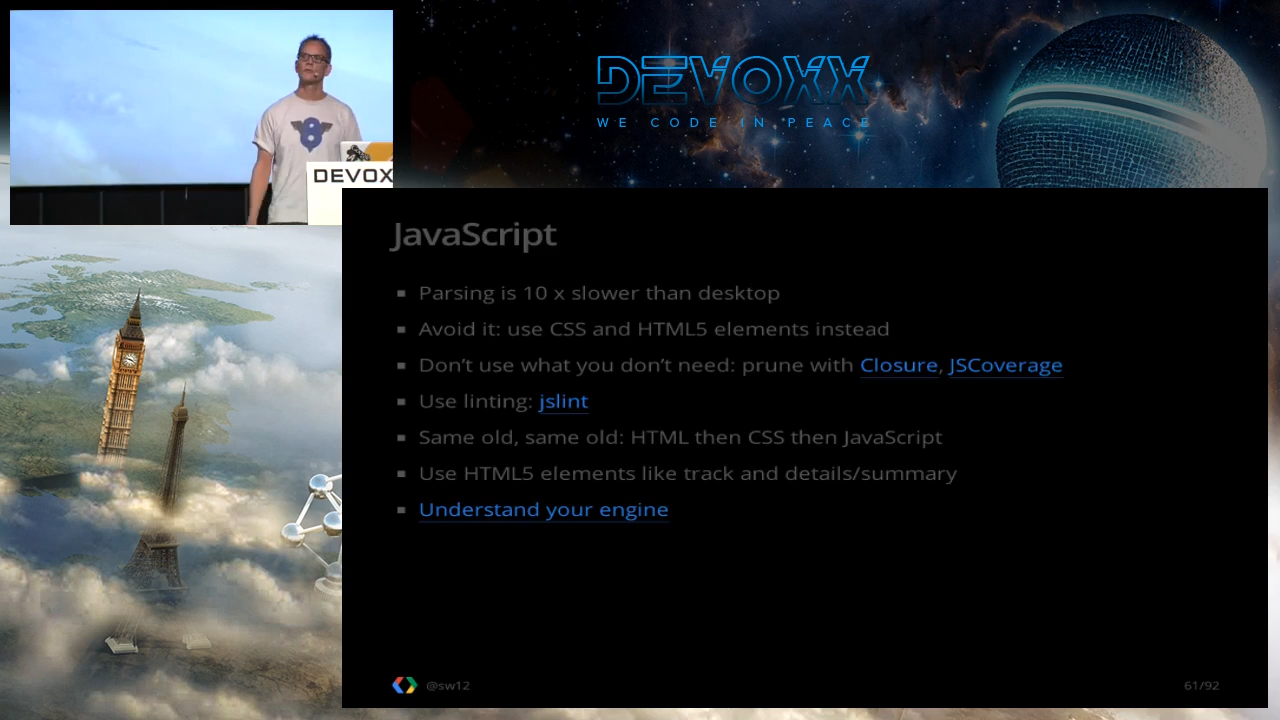 DEVOXX
WE CODE IN PEACE
DEVOX
8
JavaScript
Parsing is 10 x slower than desktop
Avoid it: use CSS and HTML5 elements instead
Don’t use what you don’t need: prune with Closure, JSCoverage
Use linting: jslint
Same old, same old: HTML then CSS then JavaScript
Use HTML5 elements like track and details/summary
Understand your engine
@sw12
61/92